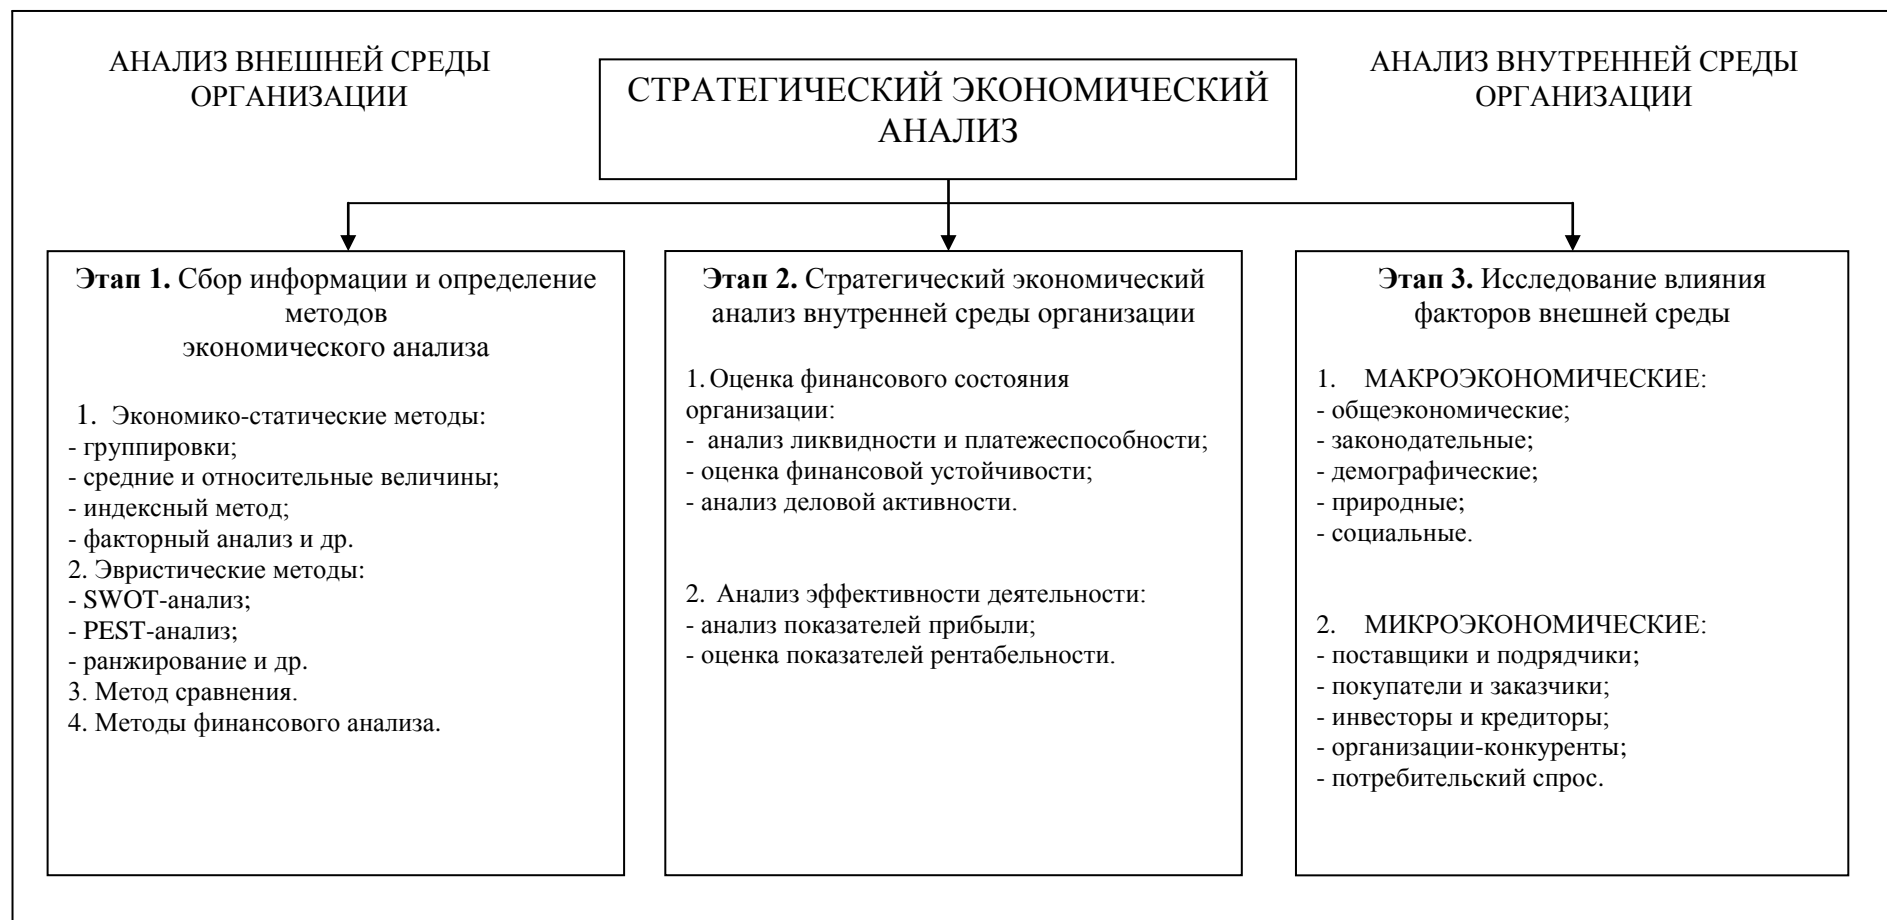 АНАЛИЗ ВНЕШНЕЙ СРЕДЫ
ОРГАНИЗАЦИИ
СТРАТЕГИЧЕСКИЙ ЭКОНОМИЧЕСКИЙ
АНАЛИЗ
АНАЛИЗ ВНУТРЕННЕЙ СРЕДЫ
ОРГАНИЗАЦИИ
Этап 1. Сбор информации и определение
методов
экономического анализа
1. Экономико-статические методы:
- группировки;
- средние и относительные величины;
- индексный метод;
- факторный анализ и др.
2. Эвристические методы:
- SWOT-анализ;
- PEST-анализ;
- ранжирование и др.
3. Метод сравнения.
4. Методы финансового анализа.
Этап 2. Стратегический экономический
анализ внутренней среды организации
1. Оценка финансового состояния
организации:
- анализ ликвидности и платежеспособности;
- оценка финансовой устойчивости;
- анализ деловой активности.
2. Анализ эффективности деятельности:
- анализ показателей прибыли;
- оценка показателей рентабельности.
Этап 3. Исследование влияния
факторов внешней среды
1. МАКРОЭКОНОМИЧЕСКИЕ:
- общеэкономические;
- законодательные;
- демографические;
- природные;
- социальные.
2. МИКРОЭКОНОМИЧЕСКИЕ:
- поставщики и подрядчики;
- покупатели и заказчики;
- инвесторы и кредиторы;
- организации-конкуренты;
- потребительский спрос.